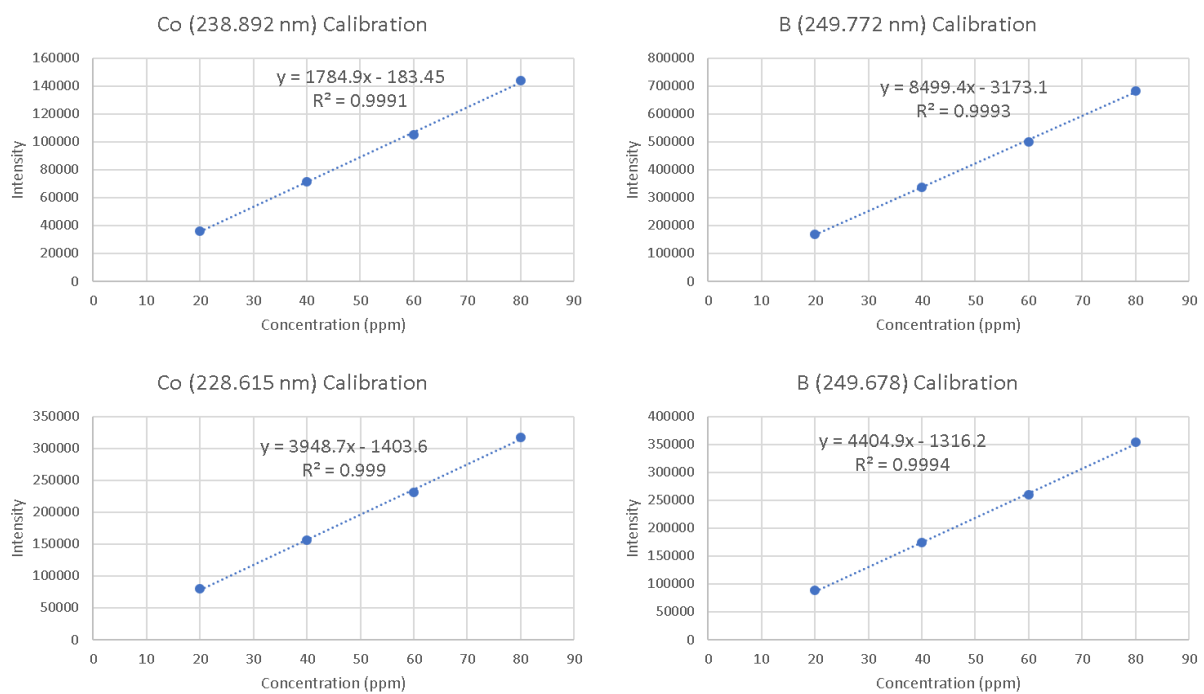 Co (238.892 nm) Calibration
160000
140000
120000
100000
80000
60000
40000
20000
0
Intensity
y = 1784.9x - 183.45
R² = 0.9991
0 10 20 30 40 50 60 70 80 90
Concentration (ppm)
B (249.772 nm) Calibration
800000
700000
600000
500000
400000
300000
200000
100000
0
Intensity
y = 8499.4x - 3173.1
R² = 0.9993
0 10 20 30 40 50 60 70 80 90
Concentration (ppm)
Co (228.615 nm) Calibration
350000
300000
250000
200000
150000
100000
50000
0
Intensity
y = 3948.7x - 1403.6
R² = 0.999
0 10 20 30 40 50 60 70 80 90
Concentration (ppm)
B (249.678) Calibration
400000
350000
300000
250000
200000
150000
100000
50000
0
Intensity
y = 4404.9x - 1316.2
R² = 0.9994
0 10 20 30 40 50 60 70 80 90
Concentration (ppm)